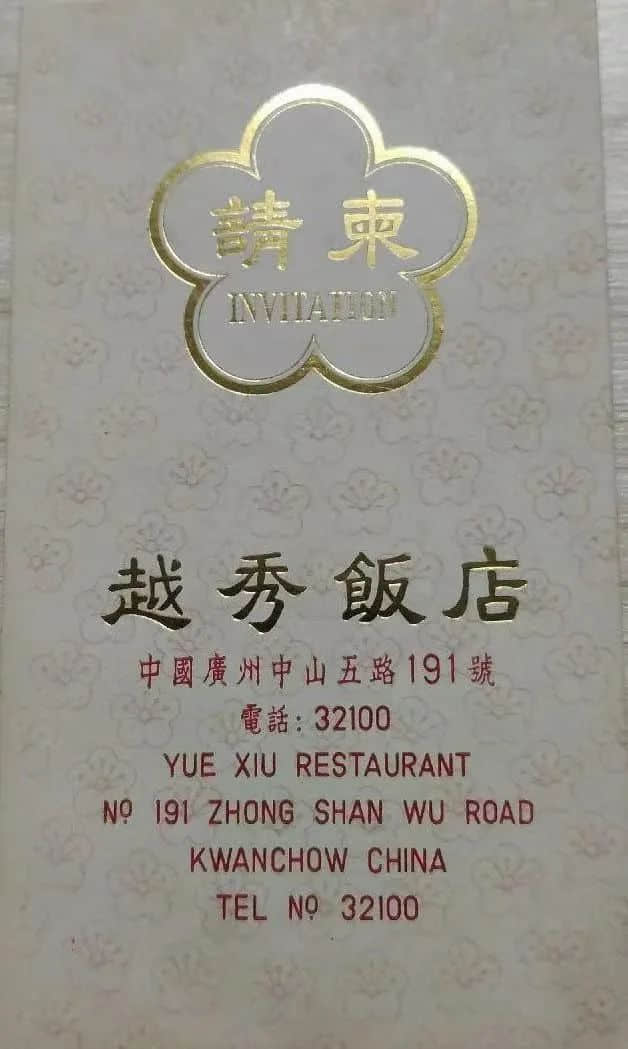 請柬
INVITATION
越秀飯店
中國廣州中山五路191號
電話: 32100
YUE XIU RESTAURANT
Nº 191 ZHONG SHAN WU ROAD
KWANCHOW CHINA
TEL Nº 32100